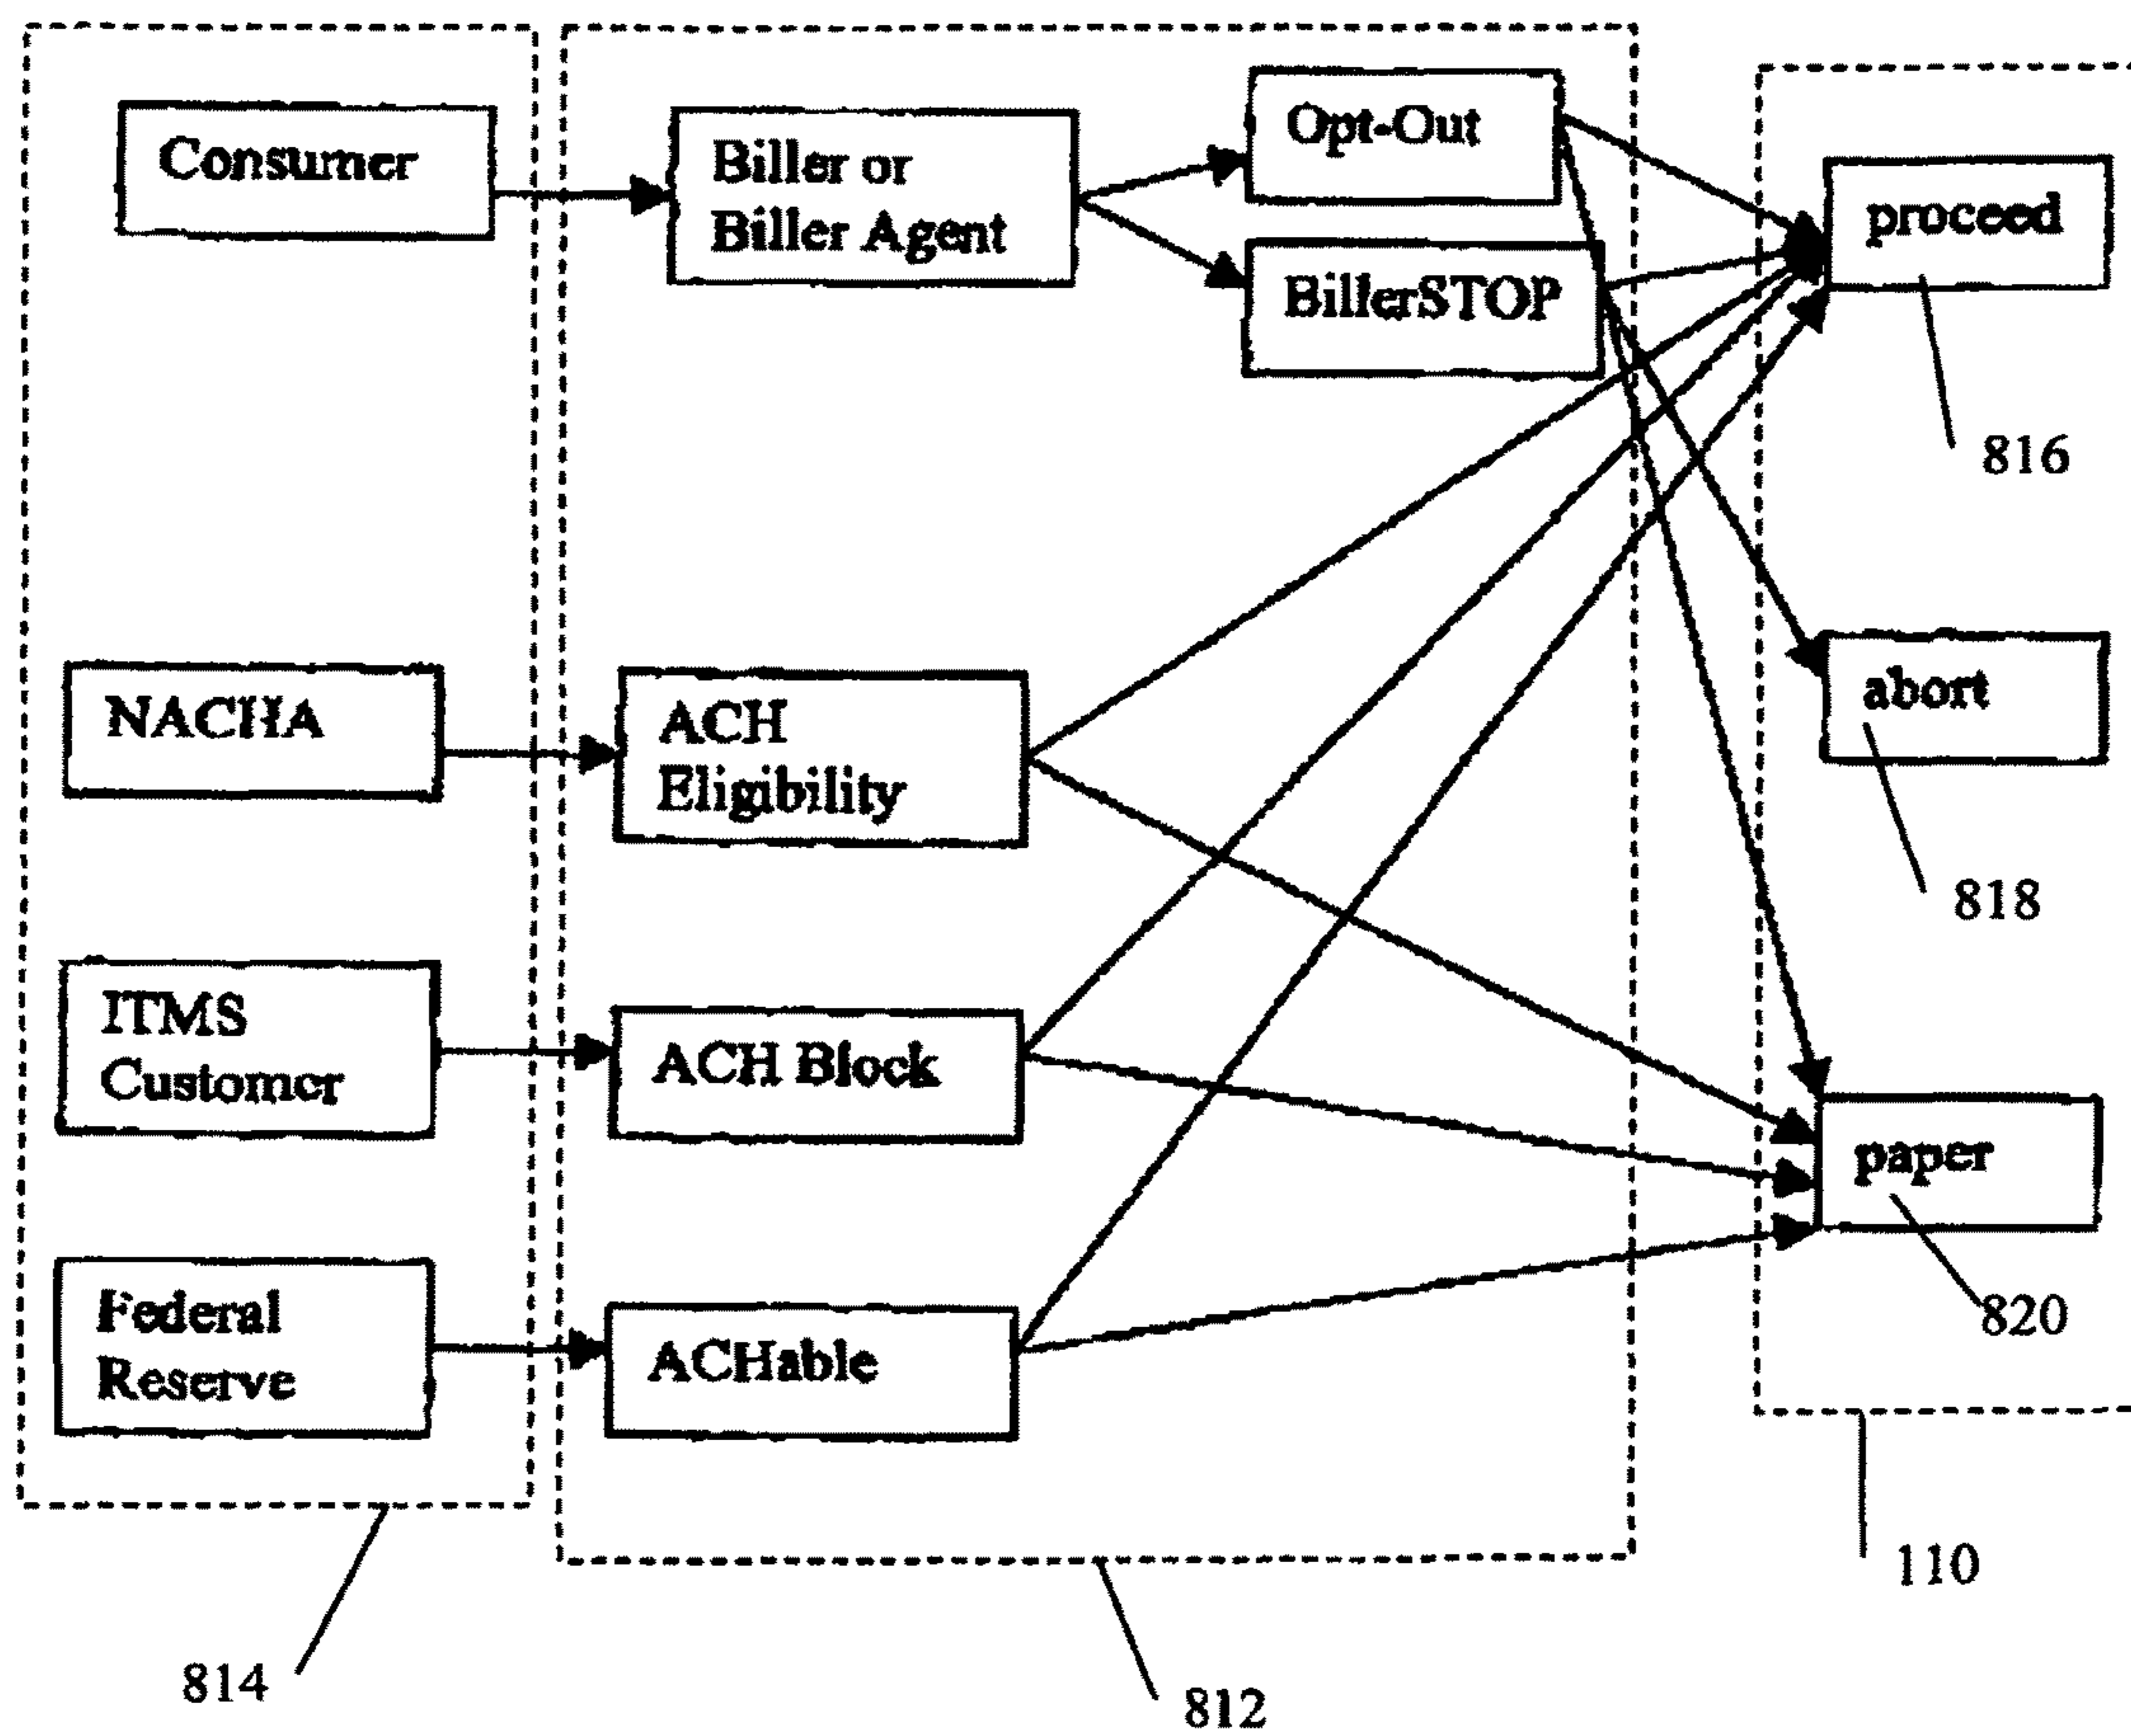 Consumer
Biller or
Biller Agent
Opt-Out
BillerSTOP
proceed
816
NACHA
ACH
Eligibility
abort
818
ITMS
Customer
ACH Block
paper
820
Federal
Reserve
ACHable
110
814
812